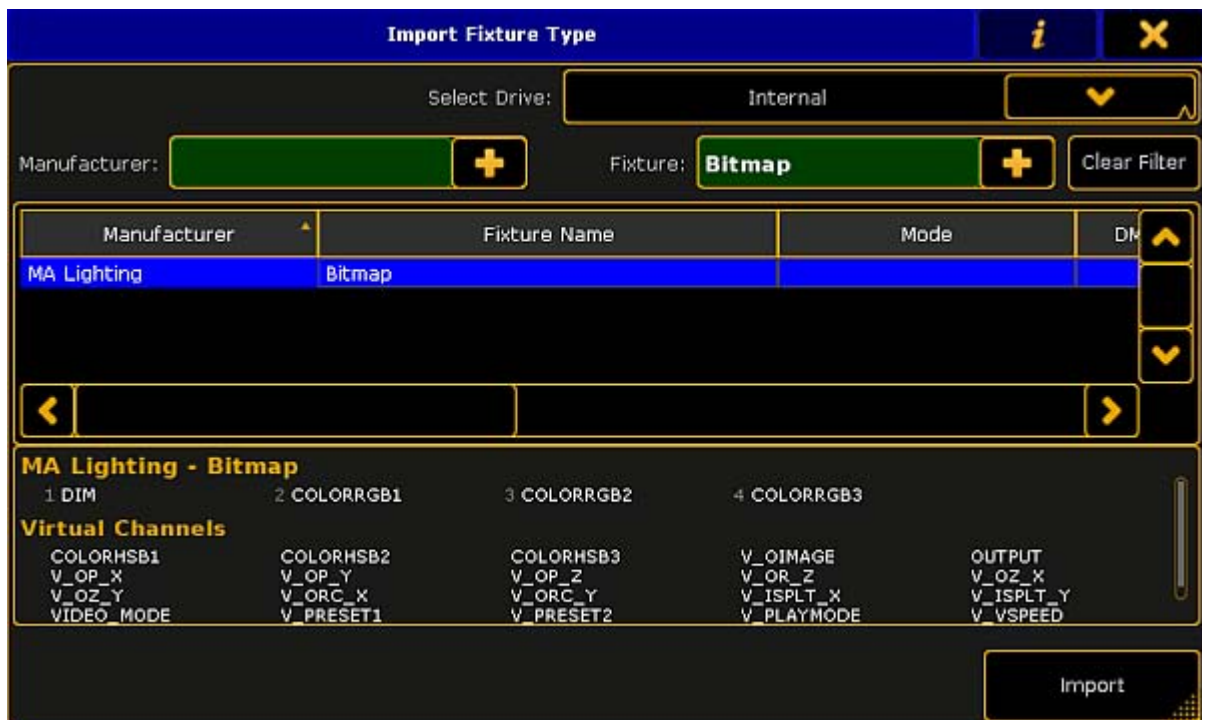 Import Fixture Type
Select Drive: Internal
Manufacturer: Fixture: Bitmap Clear Filter
Manufacturer Fixture Name Mode DM
MA Lighting Bitmap
MA Lighting - Bitmap
1 DIM 2 COLORRGB1 3 COLORRGB2 4 COLORRGB3
Virtual Channels
COLORHSB1 COLORHSB2 COLORHSB3 V_OIMAGE OUTPUT
V_OP_X V_OP_Y V_OP_Z V_OR_Z V_OZ_X
V_OZ_Y V_ORC_X V_ORC_Y V_ISPLT_X V_ISPLT_Y
VIDEO_MODE V_PRESET1 V_PRESET2 V_PLAYMODE V_VSPEED
Import